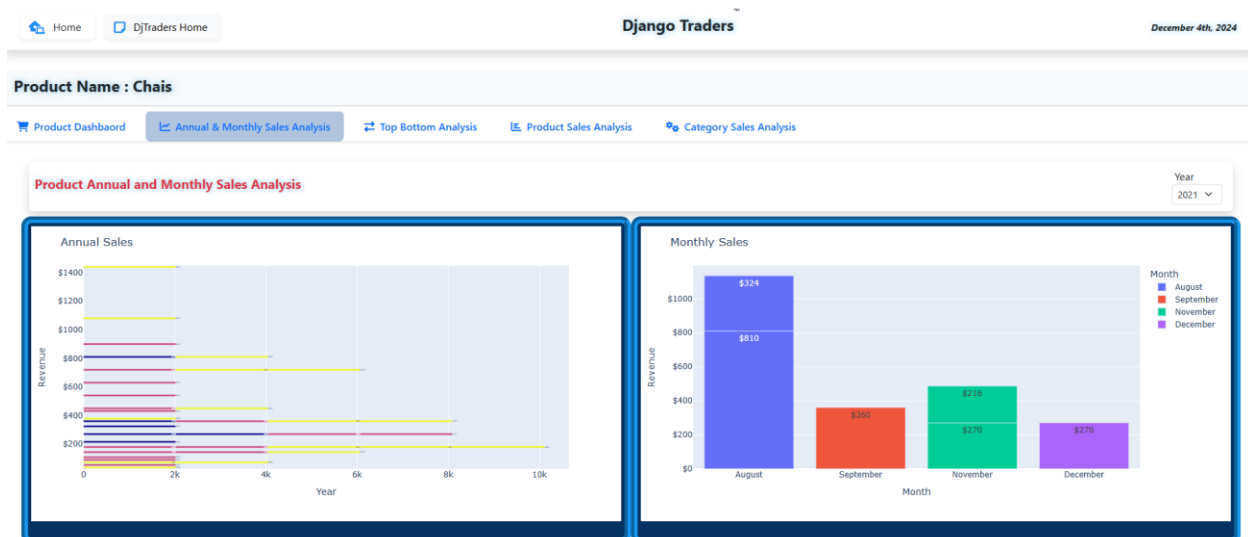 Home
DjTraders Home
Django Traders™
December 4th, 2024
Product Name : Chais
Product Dashbaord
Annual & Monthly Sales Analysis
Top Bottom Analysis
Product Sales Analysis
Category Sales Analysis
Product Annual and Monthly Sales Analysis
Year
2021
Annual Sales
$1400
$1200
$1000
$800
$600
$400
$200
Revenue
0
2k
4k
6k
8k
10k
Year
Monthly Sales
$1000
$800
$600
$400
$200
$0
Revenue
$324
$810
$360
$216
$270
$270
August
September
November
December
Month
Month
August
September
November
December